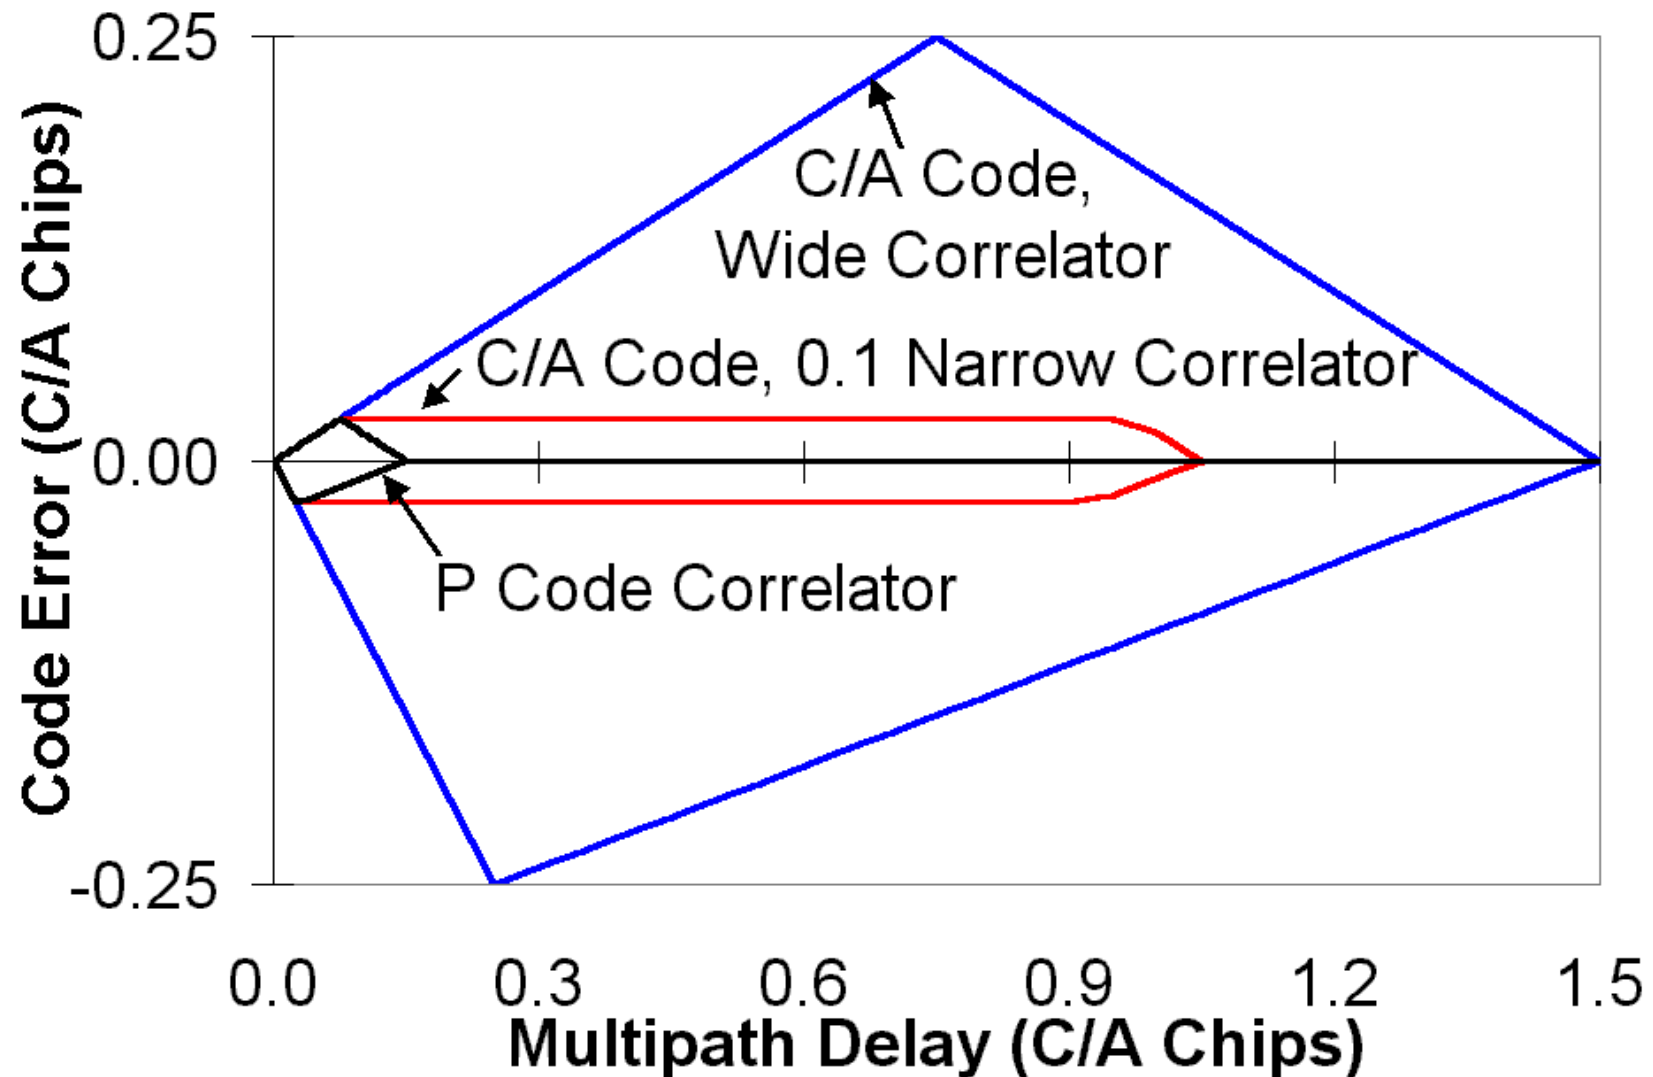 0.25
C/A Code,
Wide Correlator
C/A Code, 0.1 Narrow Correlator
0.00
P Code Correlator
-0.25
Code Error (C/A Chips)
0.0 0.3 0.6 0.9 1.2 1.5
Multipath Delay (C/A Chips)